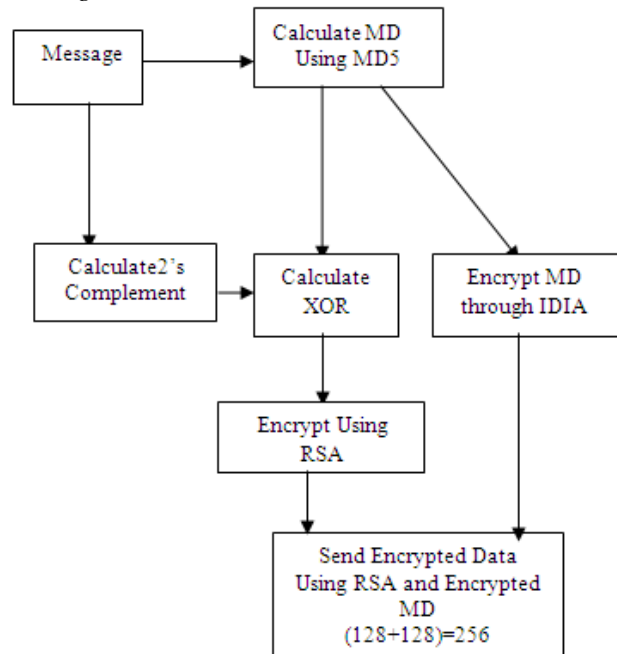 Message
Calculate MD
Using MD5
Calculate2's
Complement
Calculate
XOR
Encrypt MD
through IDIA
Encrypt Using
RSA
Send Encrypted Data
Using RSA and Encrypted
MD
(128+128)=256